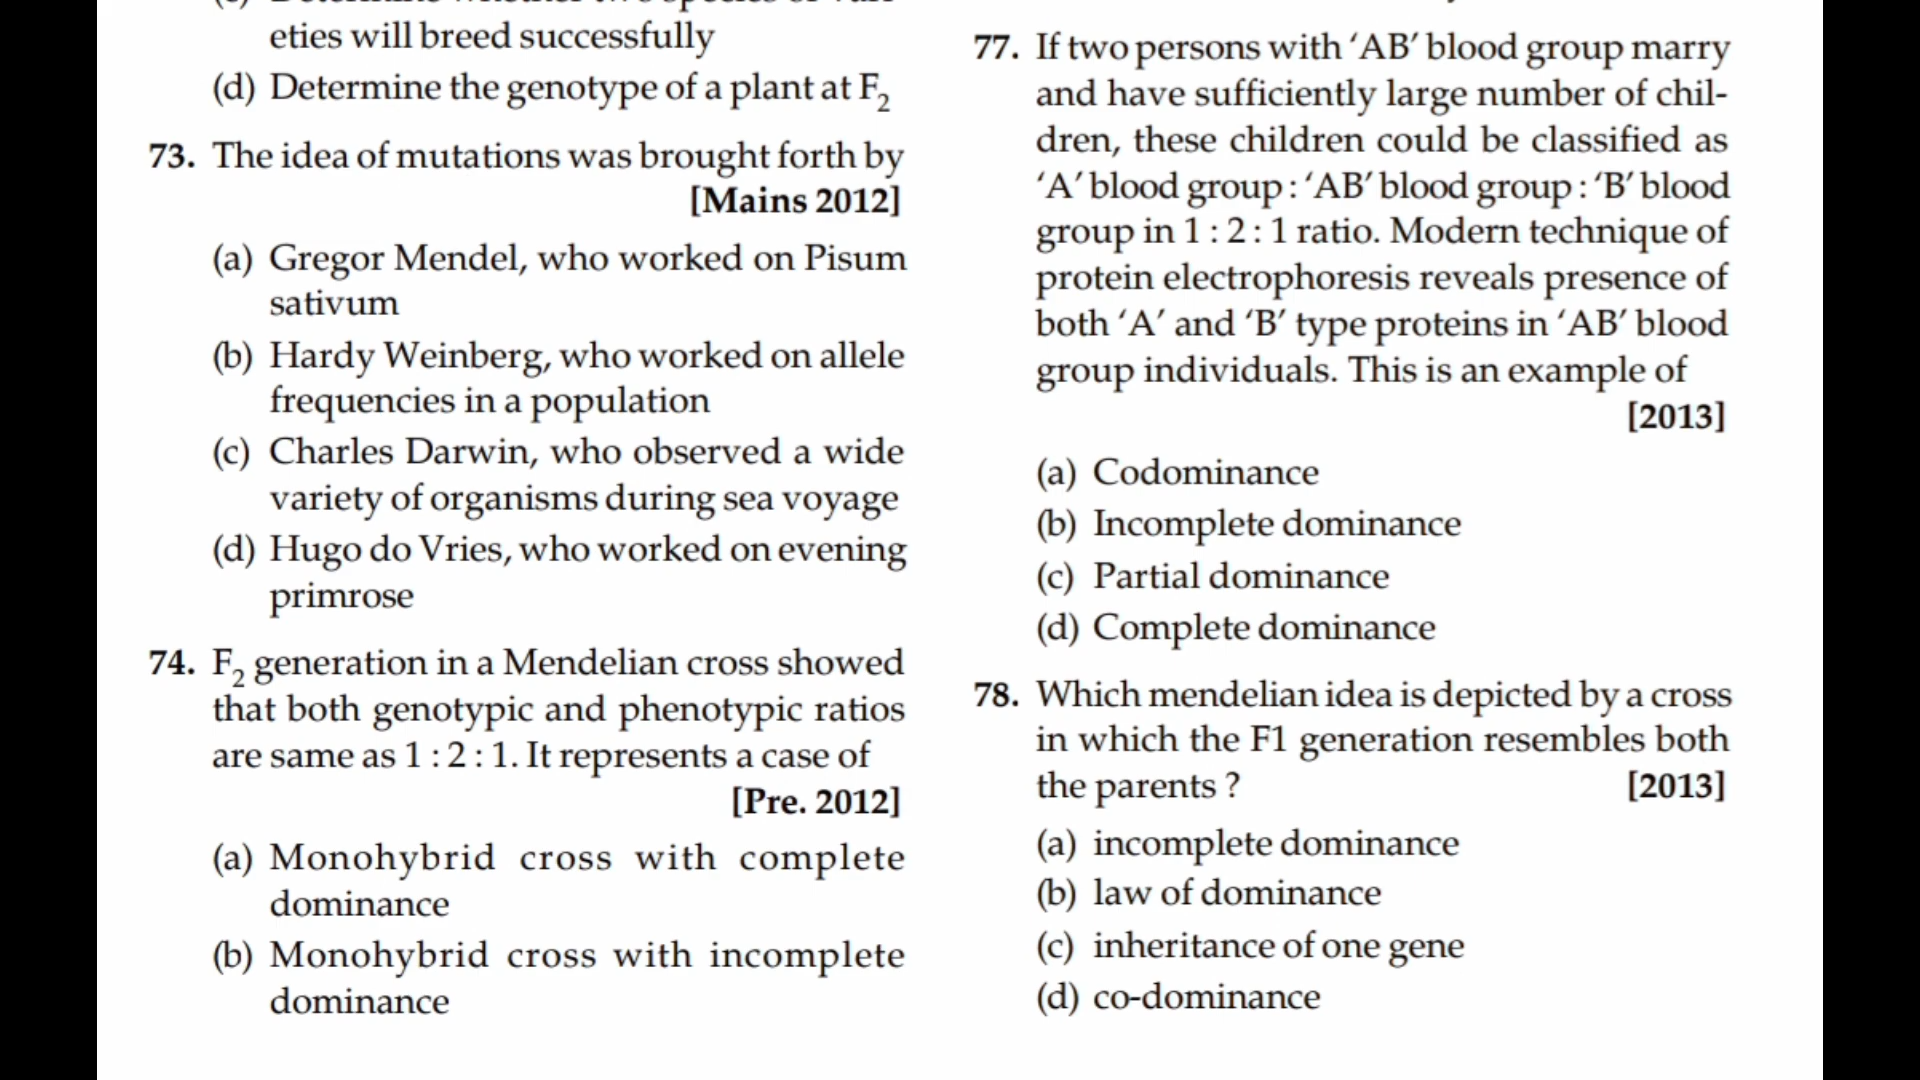 eties will breed successfully
(d) Determine the genotype of a plant at F₂
73. The idea of mutations was brought forth by
[Mains 2012]
(a) Gregor Mendel, who worked on Pisum
sativum
(b) Hardy Weinberg, who worked on allele
frequencies in a population
(c) Charles Darwin, who observed a wide
variety of organisms during sea voyage
(d) Hugo do Vries, who worked on evening
primrose
74. F₂ generation in a Mendelian cross showed
that both genotypic and phenotypic ratios
are same as 1 : 2 : 1. It represents a case of
[Pre. 2012]
(a) Monohybrid cross with complete
dominance
(b) Monohybrid cross with incomplete
dominance
77. If two persons with ‘AB’ blood group marry
and have sufficiently large number of chil-
dren, these children could be classified as
‘A’ blood group : ‘AB’ blood group : ‘B’ blood
group in 1 : 2 : 1 ratio. Modern technique of
protein electrophoresis reveals presence of
both ‘A’ and ‘B’ type proteins in ‘AB’ blood
group individuals. This is an example of
[2013]
(a) Codominance
(b) Incomplete dominance
(c) Partial dominance
(d) Complete dominance
78. Which mendelian idea is depicted by a cross
in which the F1 generation resembles both
the parents ? [2013]
(a) incomplete dominance
(b) law of dominance
(c) inheritance of one gene
(d) co-dominance